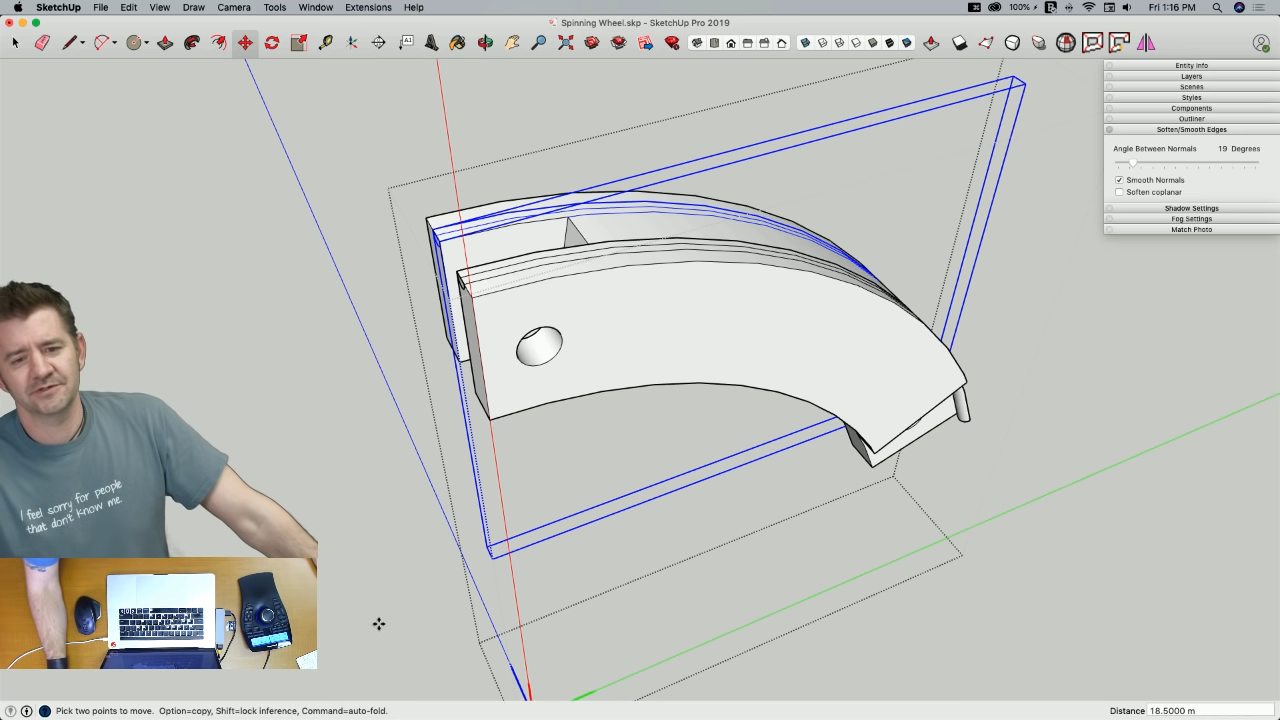 SketchUp File Edit View Draw Camera Tools Window Extensions Help
100% Fri 1:16 PM
Spinning Wheel.skp - SketchUp Pro 2019
Entity Info
Layers
Scenes
Styles
Components
Outliner
Soften/Smooth Edges
Angle Between Normals 19 Degrees
Smooth Normals
Soften coplanar
Shadow Settings
Fog Settings
Match Photo
I feel sorry for people
that don't know me.
Pick two points to move. Option=copy, Shift=lock inference, Command=auto-fold.
Distance 18.5000 m